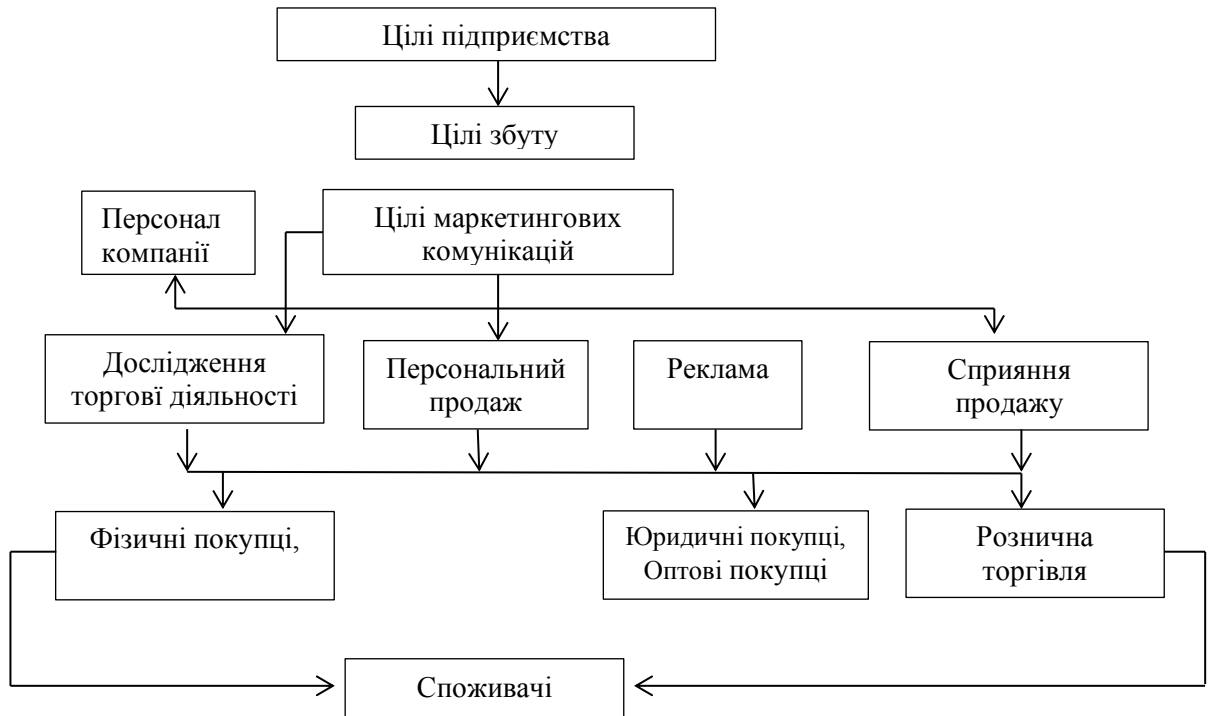 Цілі підприємства
Цілі збуту
Персонал
компанії
Цілі маркетингових
комунікацій
Дослідження
торгової діяльності
Персональний
продаж
Реклама
Сприяння
продажу
Фізичні покупці,
Юридичні покупці,
Оптові покупці
Рознична
торгівля
Споживачі